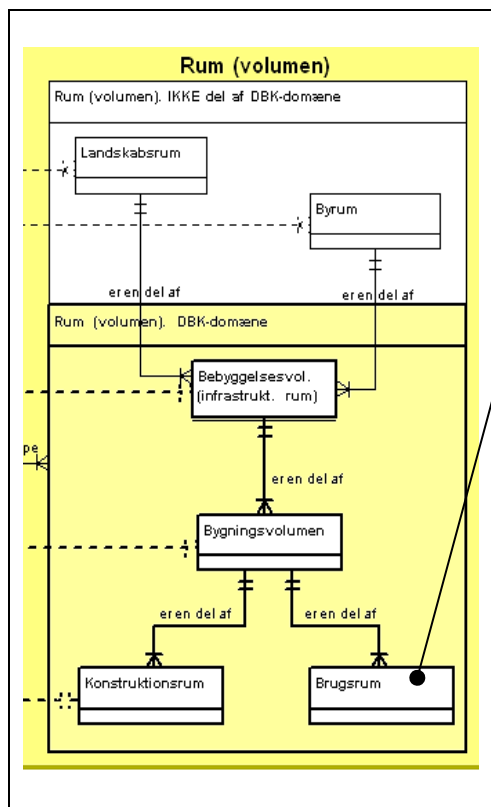 Rum (volumen)
Rum (volumen). IKKE del af DBK-domæne
Landskabsrum
Byrum
er en del af
er en del af
Rum (volumen). DBK-domæne
Bebyggelsesvol.
(infrastrukt. rum)
pe
er en del af
Bygningsvolumen
er en del af
er en del af
Konstruktionsrum
Brugsrum